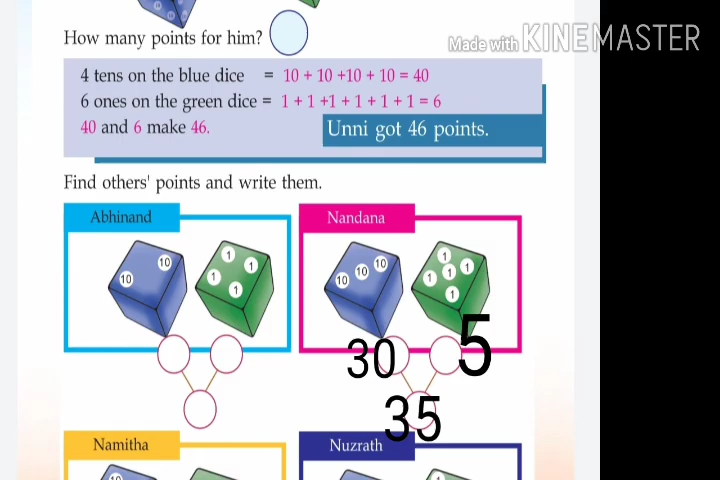 How many points for him?
Made with KINEMASTER
4 tens on the blue dice = 10 + 10 +10 + 10 = 40
6 ones on the green dice = 1 + 1 +1 + 1 + 1 + 1 = 6
40 and 6 make 46.
Unni got 46 points.
Find others' points and write them.
Abhinand
Nandana
10 10 1 1 1 1
10 10 10 1 1 1 1 1
30 5
35
Namitha
Nuzrath
10 1